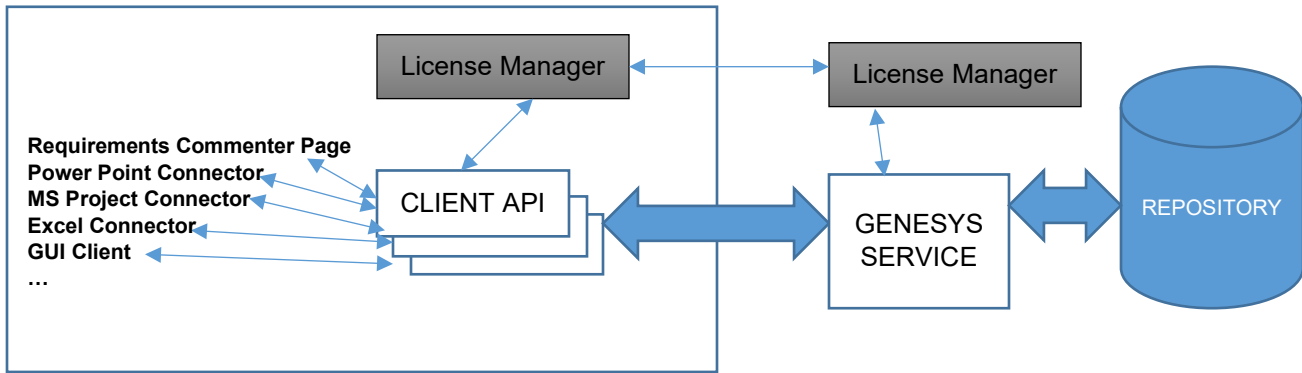 License Manager
License Manager
Requirements Commenter Page
Power Point Connector
MS Project Connector
Excel Connector
GUI Client
...
CLIENT API
GENESYS
SERVICE
REPOSITORY